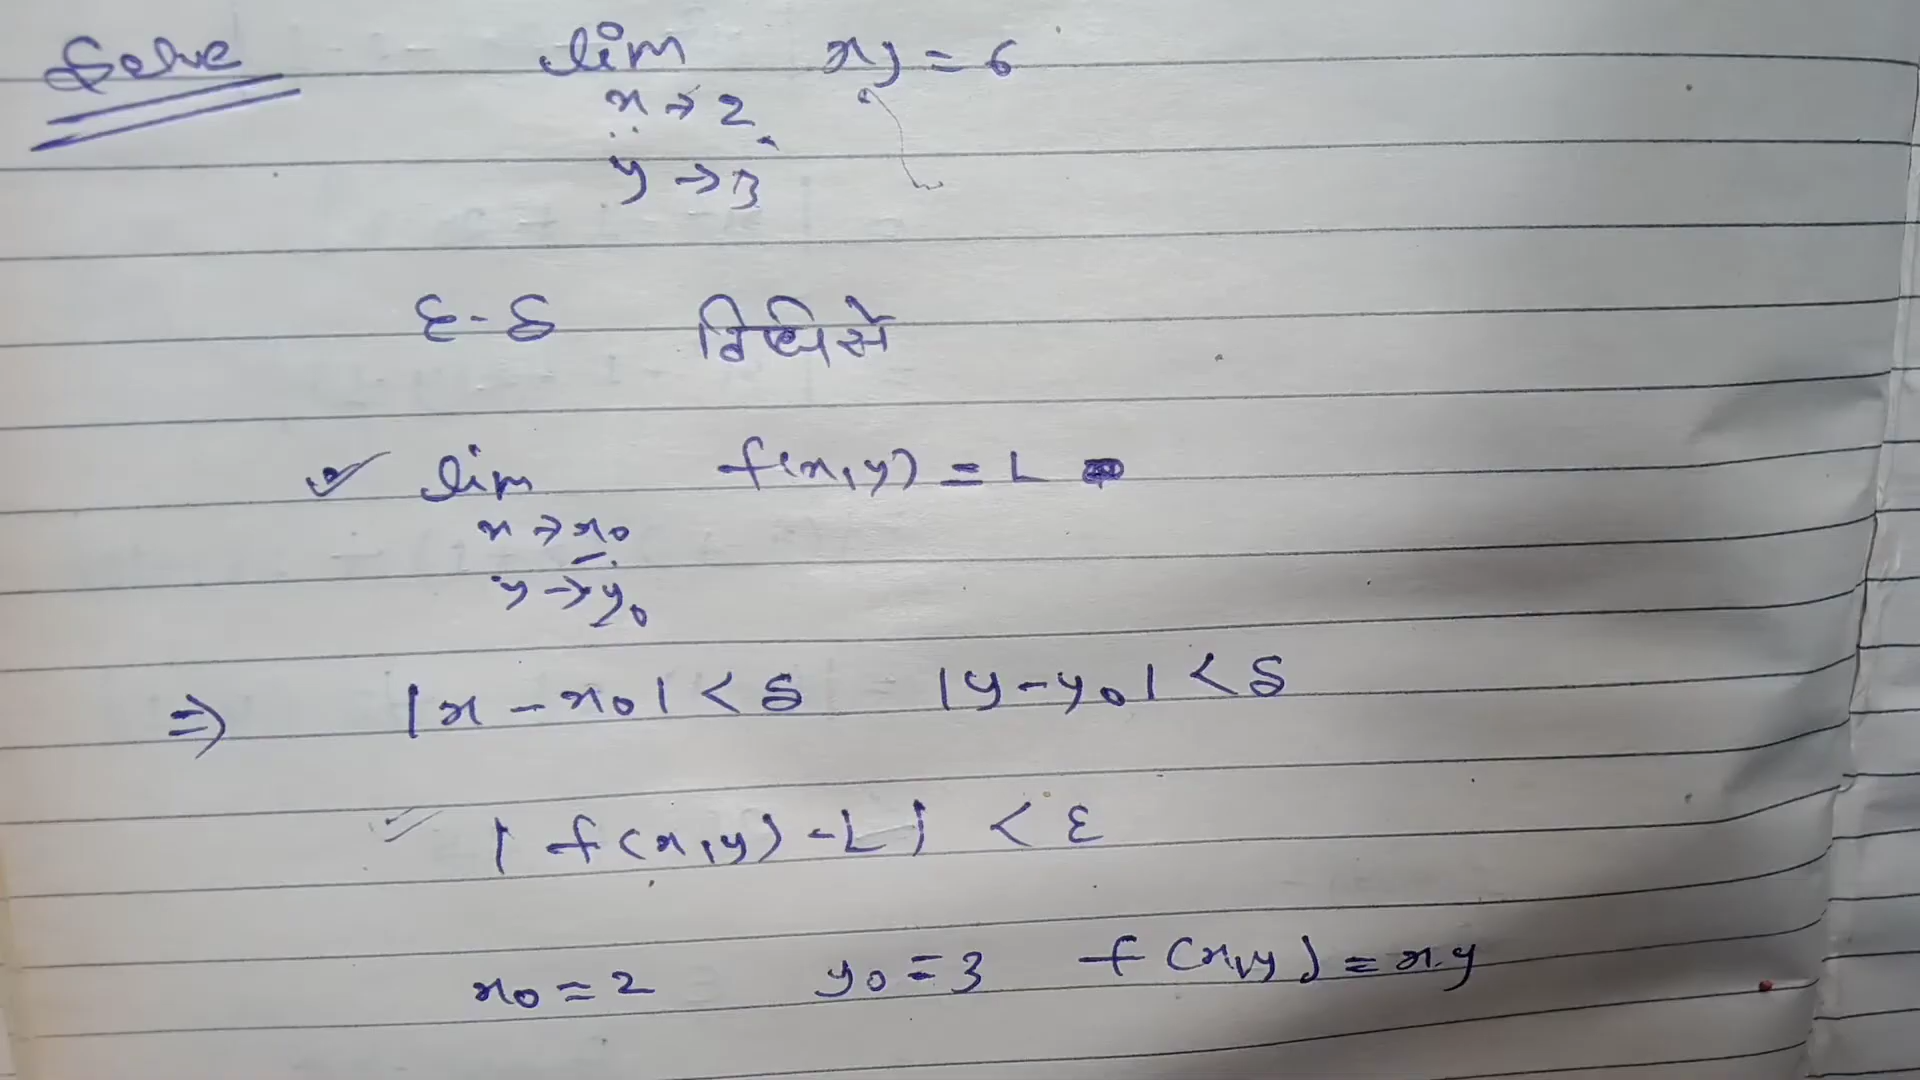 Solve lim xy = 6
x → 2
y → 3
ε-δ विधि से
lim f(x,y) = L
x → x₀
y → y₀
⇒ |x - x₀| < δ |y - y₀| < δ
| f(x,y) - L | < ε
x₀ = 2 y₀ = 3 f(x,y) = x.y